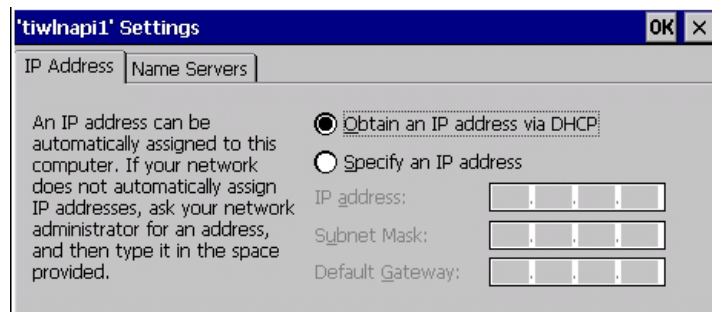 'tiwlnapi1' Settings
OK ×
IP Address
Name Servers
An IP address can be
automatically assigned to this
computer. If your network
does not automatically assign
IP addresses, ask your network
administrator for an address,
and then type it in the space
provided.
Obtain an IP address via DHCP
Specify an IP address
IP address:
Subnet Mask:
Default Gateway: